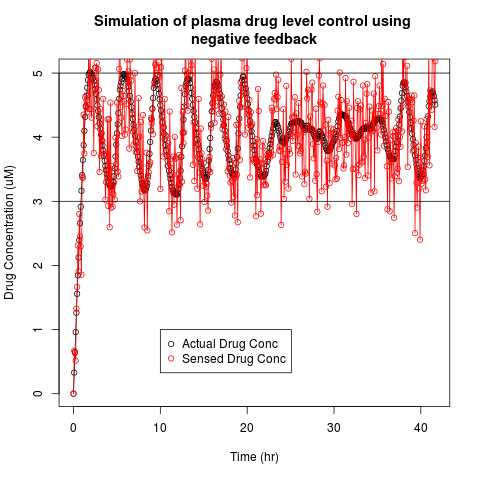 Simulation of plasma drug level control using
negative feedback
Drug Concentration (uM)
5
4
3
2
1
0
Actual Drug Conc
Sensed Drug Conc
0 10 20 30 40
Time (hr)